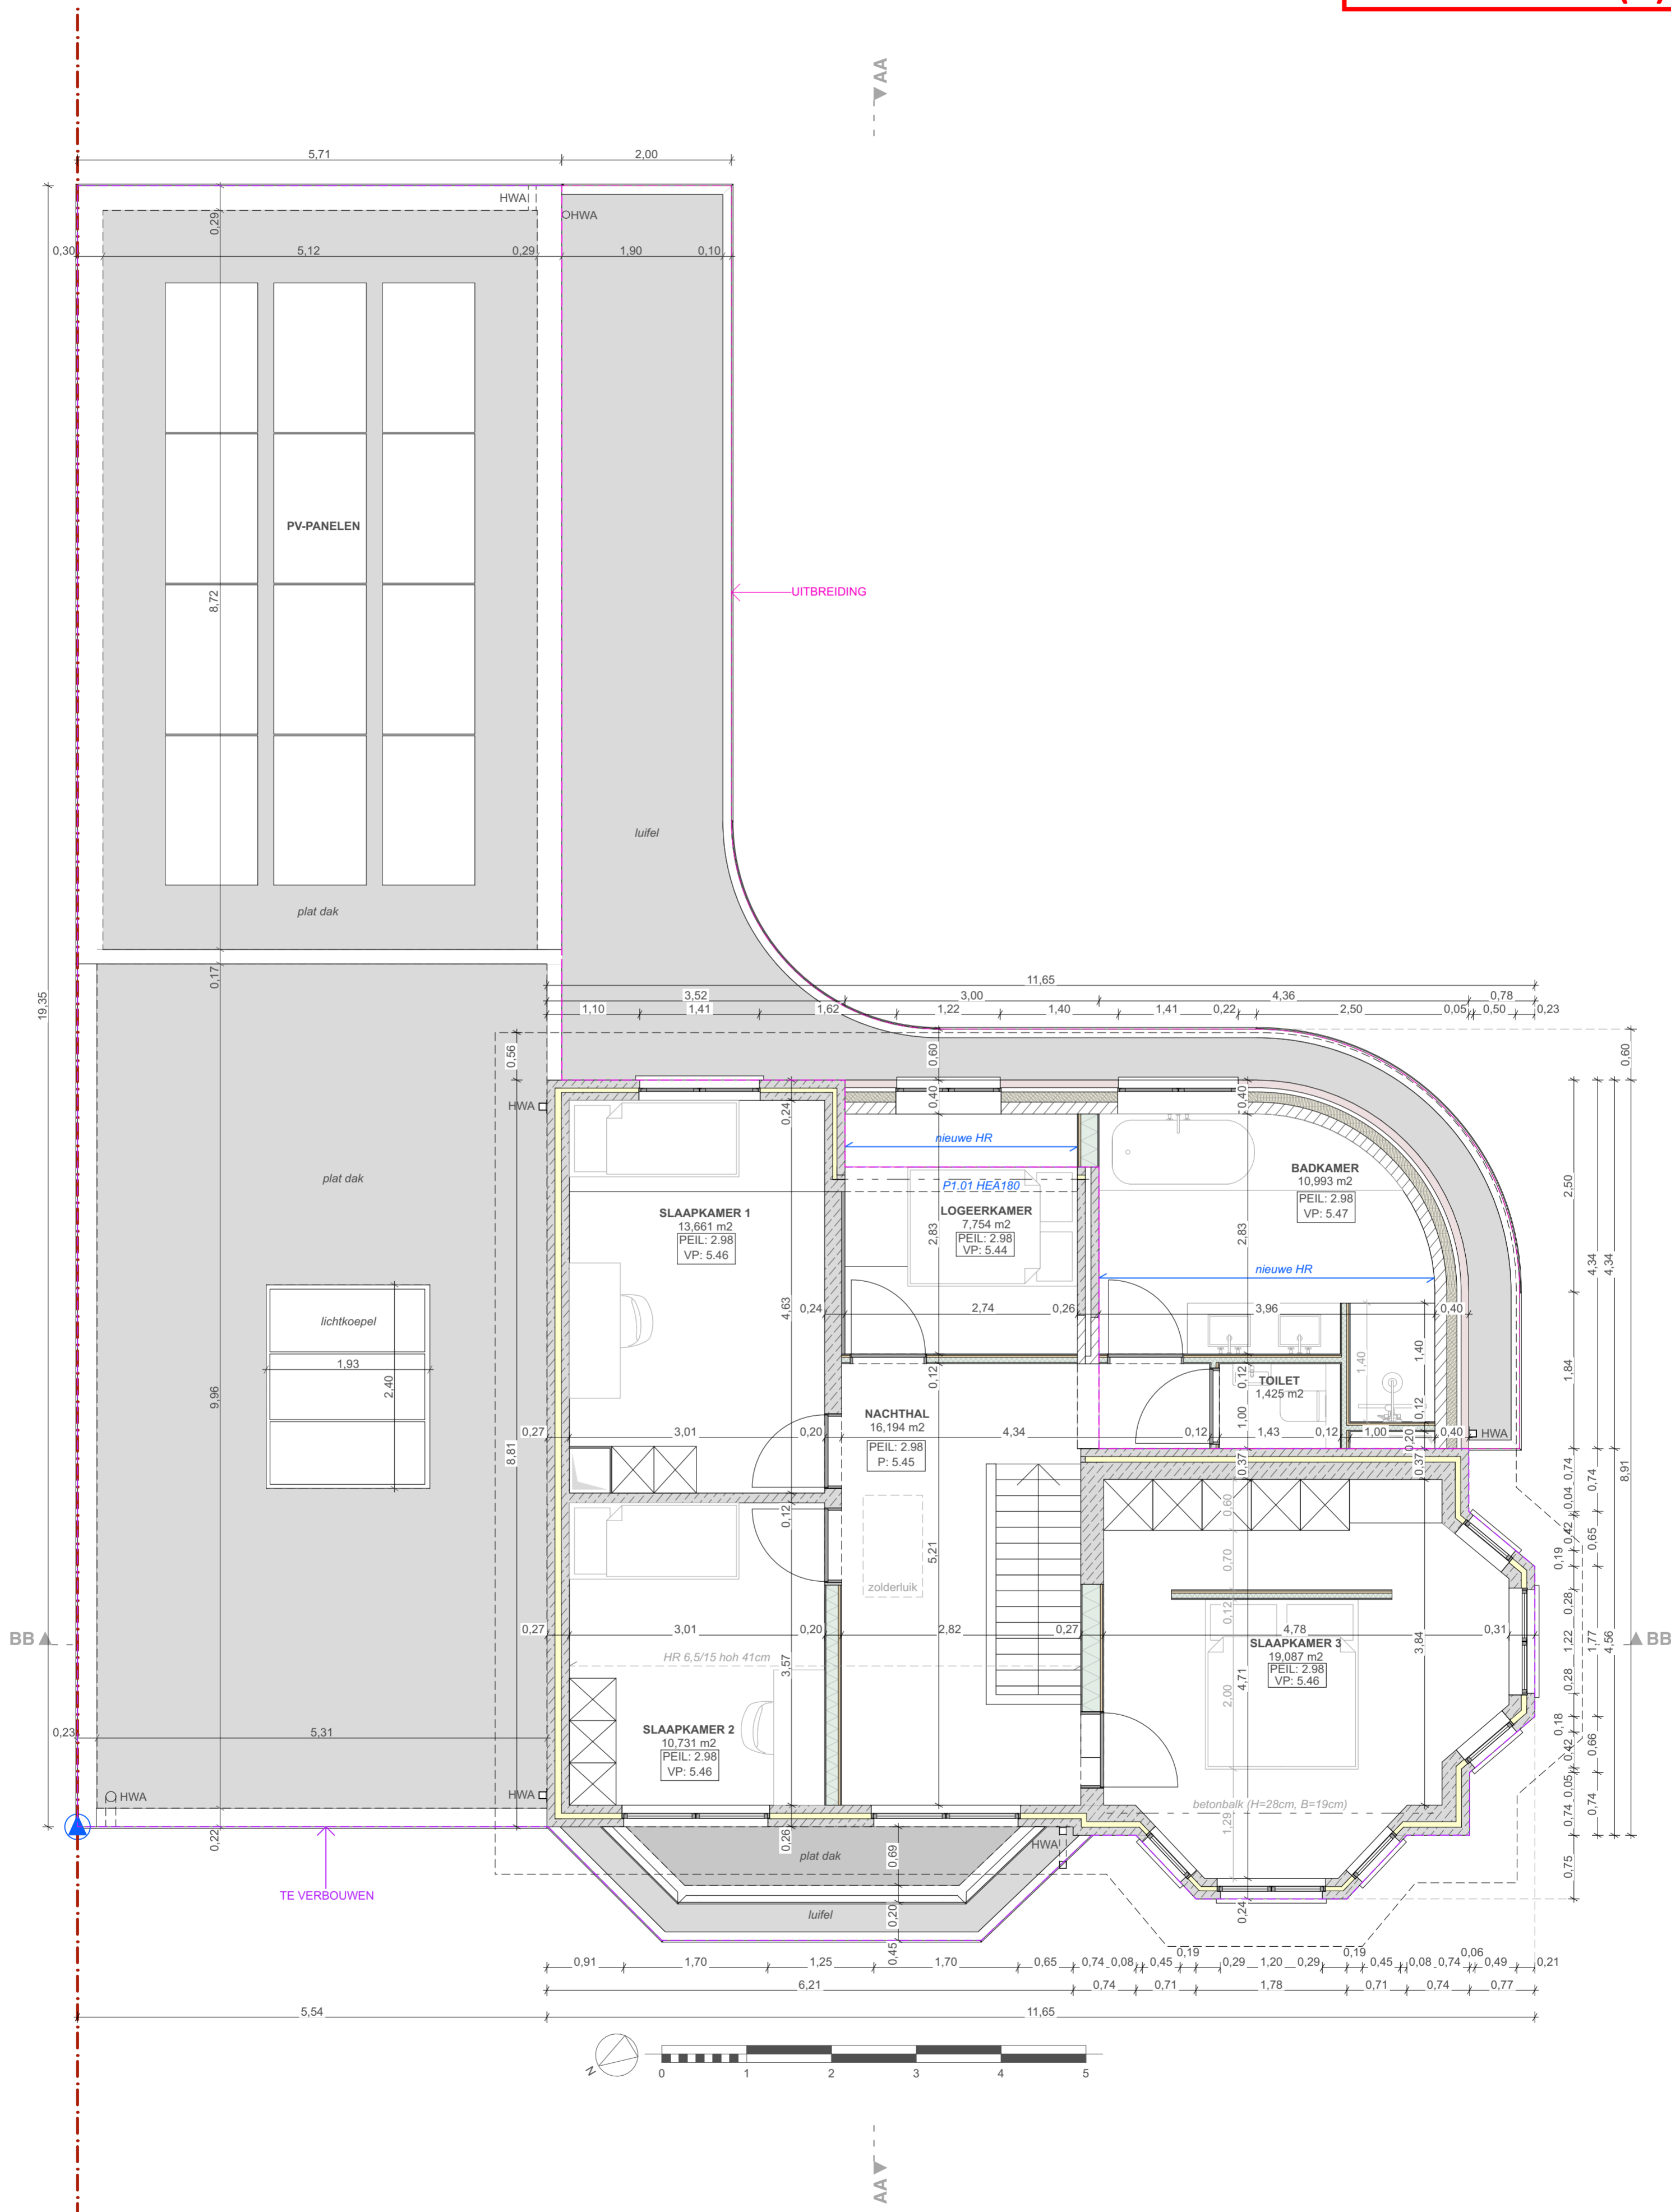 AA
5,71
2,00
HWA
HWA
0,29
0,30
5,12
0,29
1,90
0,10
PV-PANELEN
8,72
UITBREIDING
luifel
plat dak
0,17
19,35
11,65
3,52
3,00
4,36
0,78
1,10
1,41
1,62
1,22
1,40
1,41
0,22
2,50
0,05
0,50
0,23
0,56
0,60
0,60
HWA
0,24
0,40
0,40
nieuwe HR
plat dak
BADKAMER
10,993 m2
PEIL: 2.98
VP: 5.47
P1.01 HEA180
SLAAPKAMER 1
13,661 m2
PEIL: 2.98
VP: 5.46
LOGEERKAMER
7,754 m2
PEIL: 2.98
VP: 5.44
2,83
2,83
2,50
4,34
4,34
nieuwe HR
lichtkoepel
1,93
2,40
4,63
0,24
2,74
0,26
3,96
0,40
1,40
1,40
0,12
0,12
TOILET
1,425 m2
1,84
9,96
8,81
NACHTHAL
16,194 m2
PEIL: 2.98
P: 5.45
0,27
3,01
0,20
4,34
1,00
0,12
1,43
0,12
1,00
0,12
0,20
0,40
HWA
0,37
0,37
0,74
0,74
8,91
0,12
0,60
0,04
0,42
0,65
0,19
5,21
0,70
zolderluik
0,12
0,28
BB
0,27
3,01
0,20
2,82
0,27
4,78
0,31
1,22
1,77
4,56
BB
SLAAPKAMER 3
19,087 m2
PEIL: 2.98
VP: 5.46
3,84
HR 6,5/15 hoh 41cm
3,57
4,71
2,00
0,28
0,18
0,23
5,31
SLAAPKAMER 2
10,731 m2
PEIL: 2.98
VP: 5.46
0,42
0,66
0,05
HWA
HWA
betonbalk (H=28cm, B=19cm)
1,29
0,74
0,74
0,22
0,26
plat dak
0,69
HWA
0,75
TE VERBOUWEN
luifel
0,20
0,24
0,45
0,19
0,19
0,06
0,91
1,70
1,25
1,70
0,65
0,74
0,08
0,45
0,29
1,20
0,29
0,45
0,08
0,74
0,49
0,21
6,21
0,74
0,71
1,78
0,71
0,74
0,77
5,54
11,65
N
0
1
2
3
4
5
AA